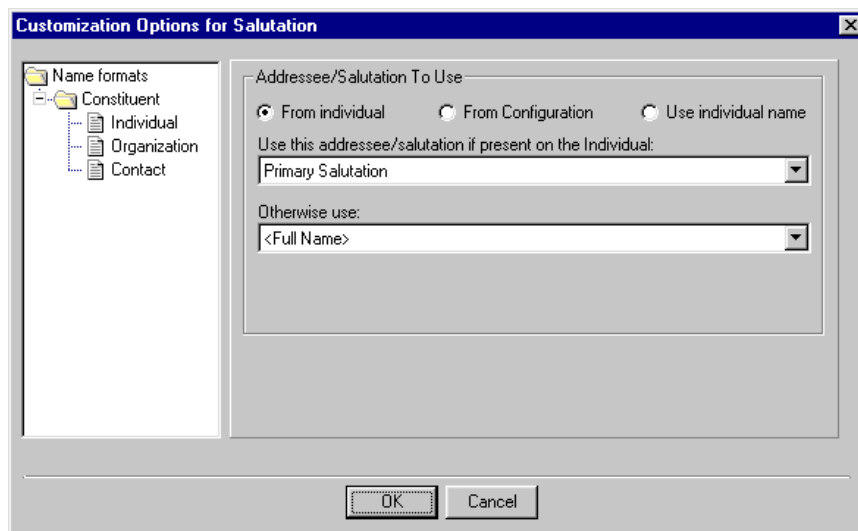 Customization Options for Salutation
Name formats
Constituent
Individual
Organization
Contact
Addressee/Salutation To Use
From individual From Configuration Use individual name
Use this addressee/salutation if present on the Individual:
Primary Salutation
Otherwise use:
<Full Name>
OK Cancel